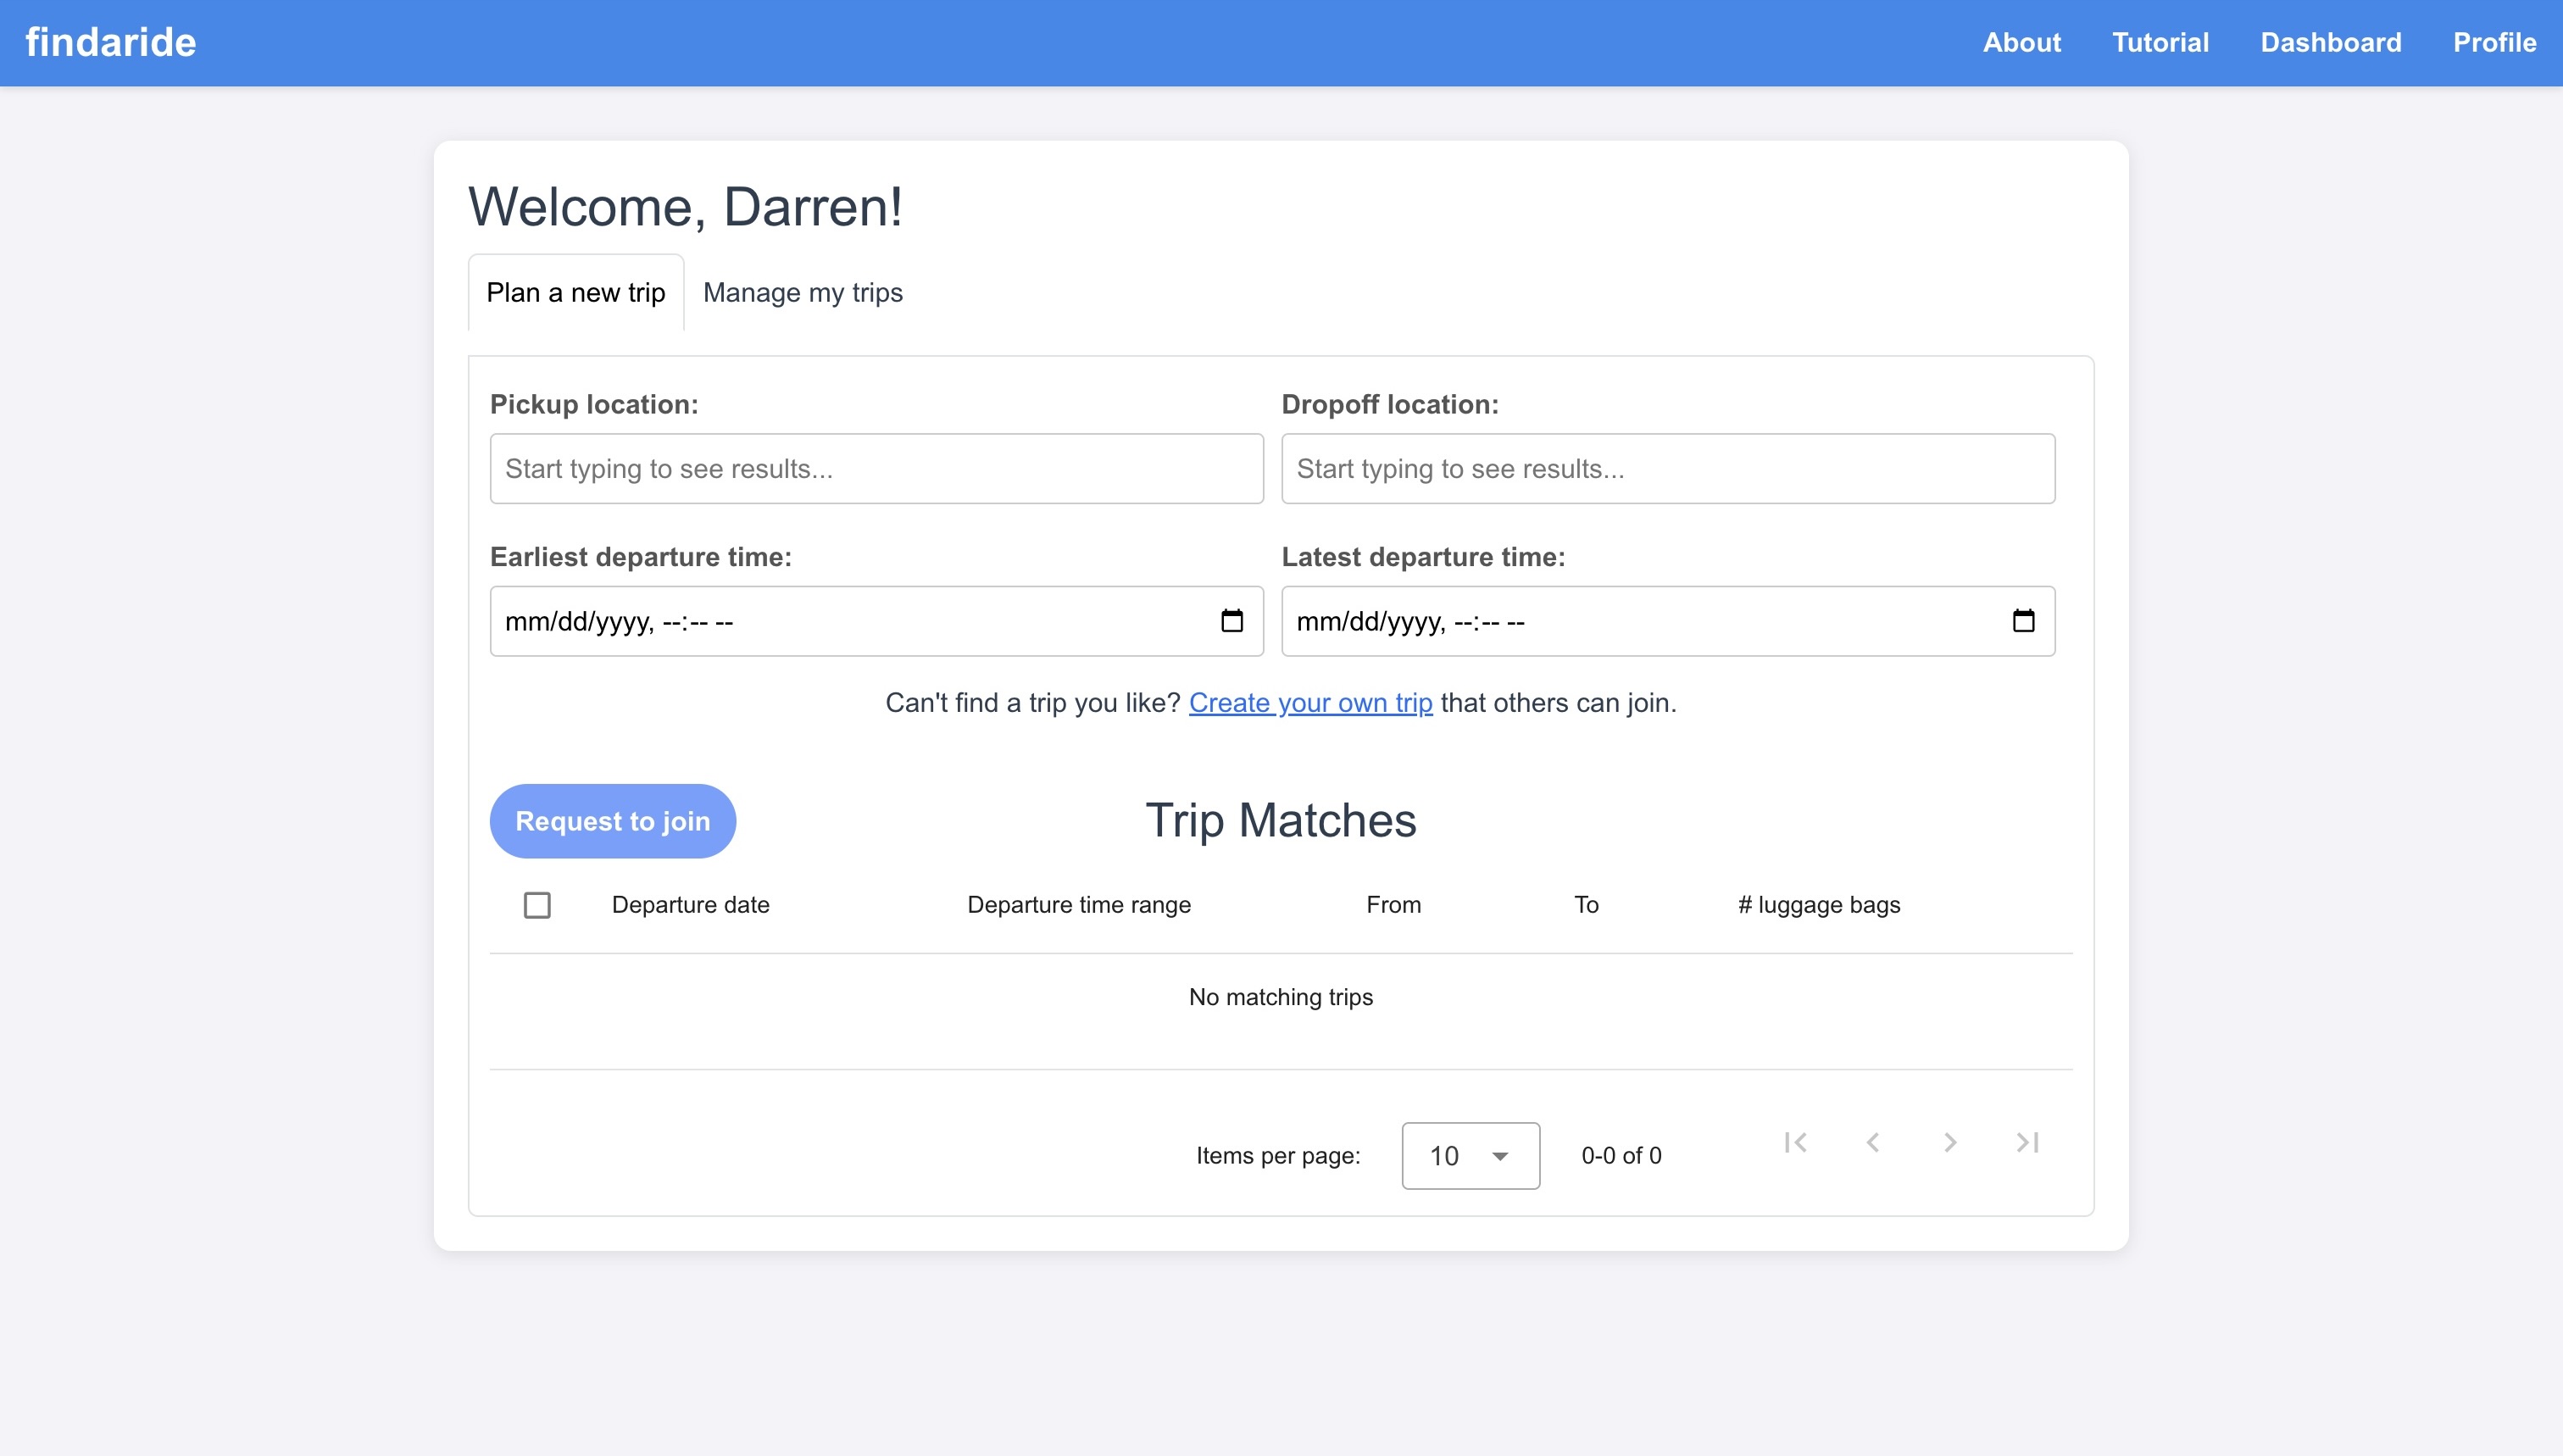 findaride
About Tutorial Dashboard Profile
Welcome, Darren!
Plan a new trip
Manage my trips
Pickup location:
Dropoff location:
Start typing to see results...
Start typing to see results...
Earliest departure time:
Latest departure time:
mm/dd/yyyy, --:-- --
mm/dd/yyyy, --:-- --
Can't find a trip you like? Create your own trip that others can join.
Request to join
Trip Matches
Departure date Departure time range From To # luggage bags
No matching trips
Items per page: 10 0-0 of 0